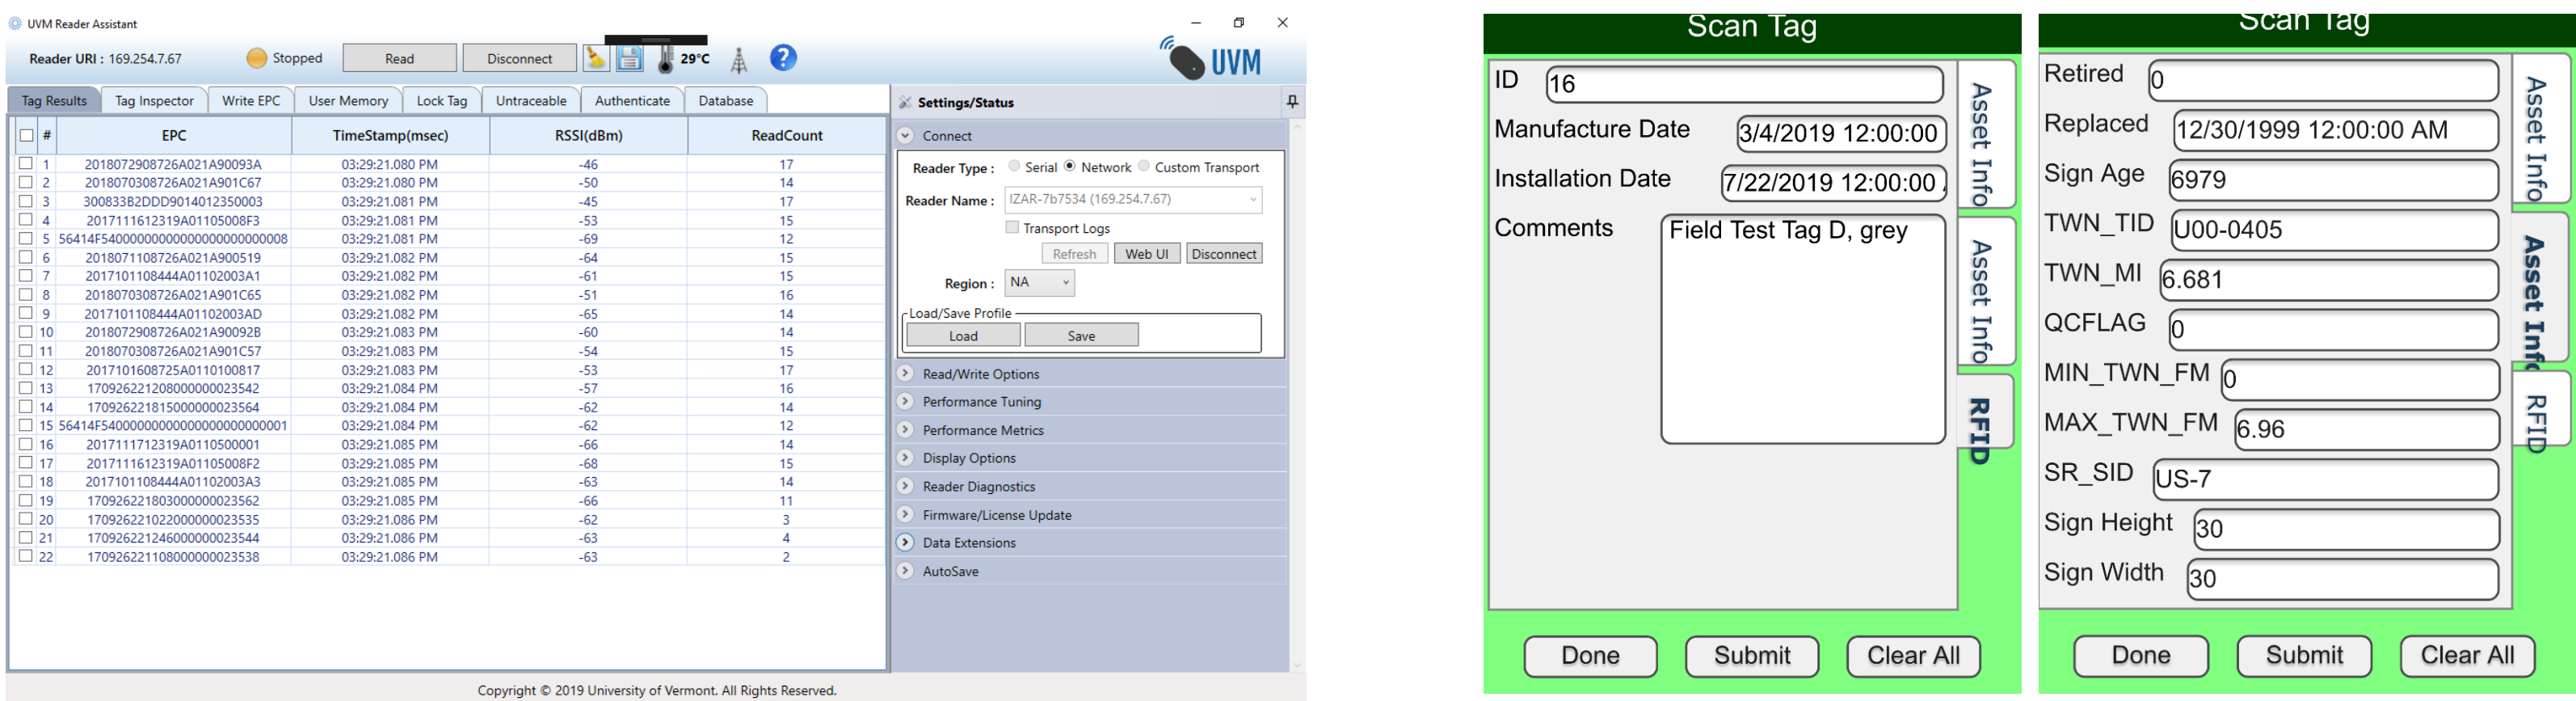 UVM Reader Assistant
Reader URI : 169.254.7.67 Stopped Read Disconnect 29°C ? UVM
Tag Results Tag Inspector Write EPC User Memory Lock Tag Untraceable Authenticate Database
# EPC TimeStamp(msec) RSSI(dBm) ReadCount
1 2018072908726A021A90093A 03:29:21.080 PM -46 17
2 2018070308726A021A901C67 03:29:21.080 PM -50 14
3 300833B2DDD9014012350003 03:29:21.081 PM -45 17
4 2017111612319A01105008F3 03:29:21.081 PM -53 15
5 56414F5400000000000000000000008 03:29:21.081 PM -69 12
6 2018071108726A021A900519 03:29:21.082 PM -64 15
7 2017101108444A01102003A1 03:29:21.082 PM -61 15
8 2018070308726A021A901C65 03:29:21.082 PM -51 16
9 2017101108444A01102003AD 03:29:21.082 PM -65 14
10 2018072908726A021A90092B 03:29:21.083 PM -60 14
11 2018070308726A021A901C57 03:29:21.083 PM -54 15
12 2017101608725A0110100817 03:29:21.083 PM -53 17
13 170926221208000000023542 03:29:21.084 PM -57 16
14 170926221815000000023564 03:29:21.084 PM -62 14
15 56414F5400000000000000000000001 03:29:21.084 PM -62 12
16 2017111712319A0110500001 03:29:21.085 PM -66 14
17 2017111612319A01105008F2 03:29:21.085 PM -68 15
18 2017101108444A01102003A3 03:29:21.085 PM -63 14
19 170926221803000000023562 03:29:21.085 PM -66 11
20 170926221022000000023535 03:29:21.086 PM -62 3
21 170926221246000000023544 03:29:21.086 PM -63 4
22 170926221108000000023538 03:29:21.086 PM -63 2
Settings/Status
Connect
Reader Type : Serial Network Custom Transport
Reader Name : IZAR-7b7534 (169.254.7.67)
Transport Logs
Refresh Web UI Disconnect
Region : NA
Load/Save Profile
Load Save
Read/Write Options
Performance Tuning
Performance Metrics
Display Options
Reader Diagnostics
Firmware/License Update
Data Extensions
AutoSave
Copyright © 2019 University of Vermont. All Rights Reserved.
Scan Tag
ID 16
Manufacture Date 3/4/2019 12:00:00
Installation Date 7/22/2019 12:00:00
Comments Field Test Tag D, grey
Asset Info
Asset Info
RFID
Done Submit Clear All
Scan Tag
Retired 0
Replaced 12/30/1999 12:00:00 AM
Sign Age 6979
TWN_TID U00-0405
TWN_MI 6.681
QCFLAG 0
MIN_TWN_FM 0
MAX_TWN_FM 6.96
SR_SID US-7
Sign Height 30
Sign Width 30
Asset Info
Asset Info
RFID
Done Submit Clear All